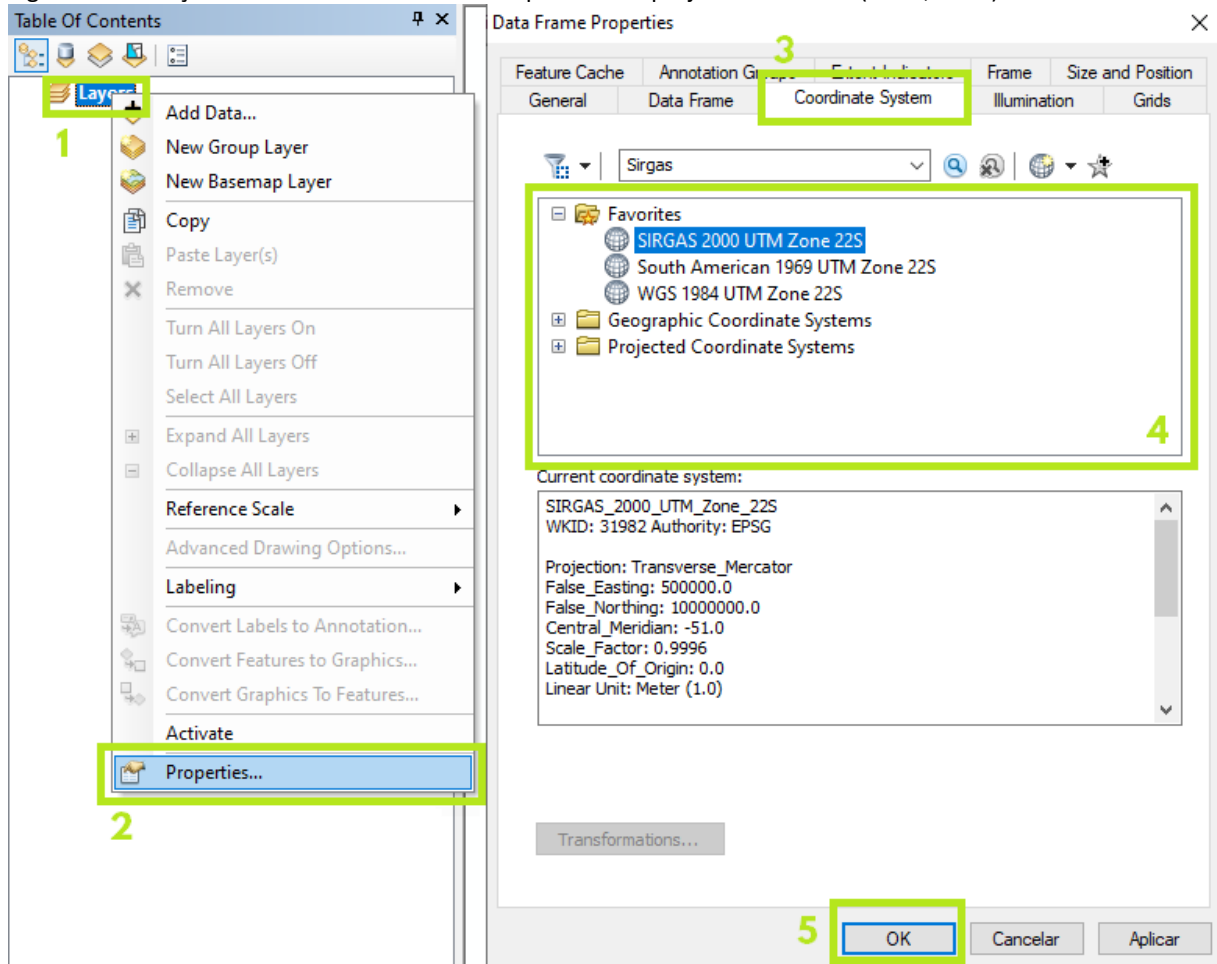 Table Of Contents
Layers
1
Add Data...
New Group Layer
New Basemap Layer
Copy
Paste Layer(s)
Remove
Turn All Layers On
Turn All Layers Off
Select All Layers
Expand All Layers
Collapse All Layers
Reference Scale
Advanced Drawing Options...
Labeling
Convert Labels to Annotation...
Convert Features to Graphics...
Convert Graphics To Features...
Activate
Properties...
2
Data Frame Properties
3
Feature Cache Annotation Groups Extent Indicators Frame Size and Position
General Data Frame Coordinate System Illumination Grids
Sirgas
Favorites
SIRGAS 2000 UTM Zone 22S
South American 1969 UTM Zone 22S
WGS 1984 UTM Zone 22S
Geographic Coordinate Systems
Projected Coordinate Systems
4
Current coordinate system:
SIRGAS_2000_UTM_Zone_22S
WKID: 31982 Authority: EPSG
Projection: Transverse_Mercator
False_Easting: 500000.0
False_Northing: 10000000.0
Central_Meridian: -51.0
Scale_Factor: 0.9996
Latitude_Of_Origin: 0.0
Linear Unit: Meter (1.0)
Transformations...
5
OK Cancelar Aplicar